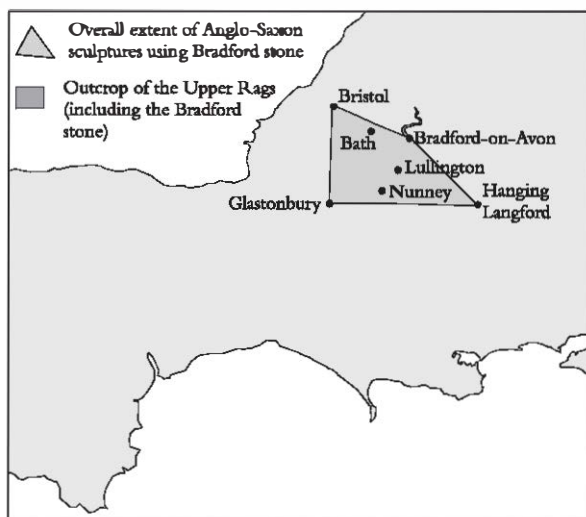 Overall extent of Anglo-Saxon
sculptures using Bradford stone
Outcrop of the Upper Rags
(including the Bradford
stone)
Bristol
Bath
Bradford-on-Avon
Lullington
Nunney
Glastonbury
Hanging
Langford